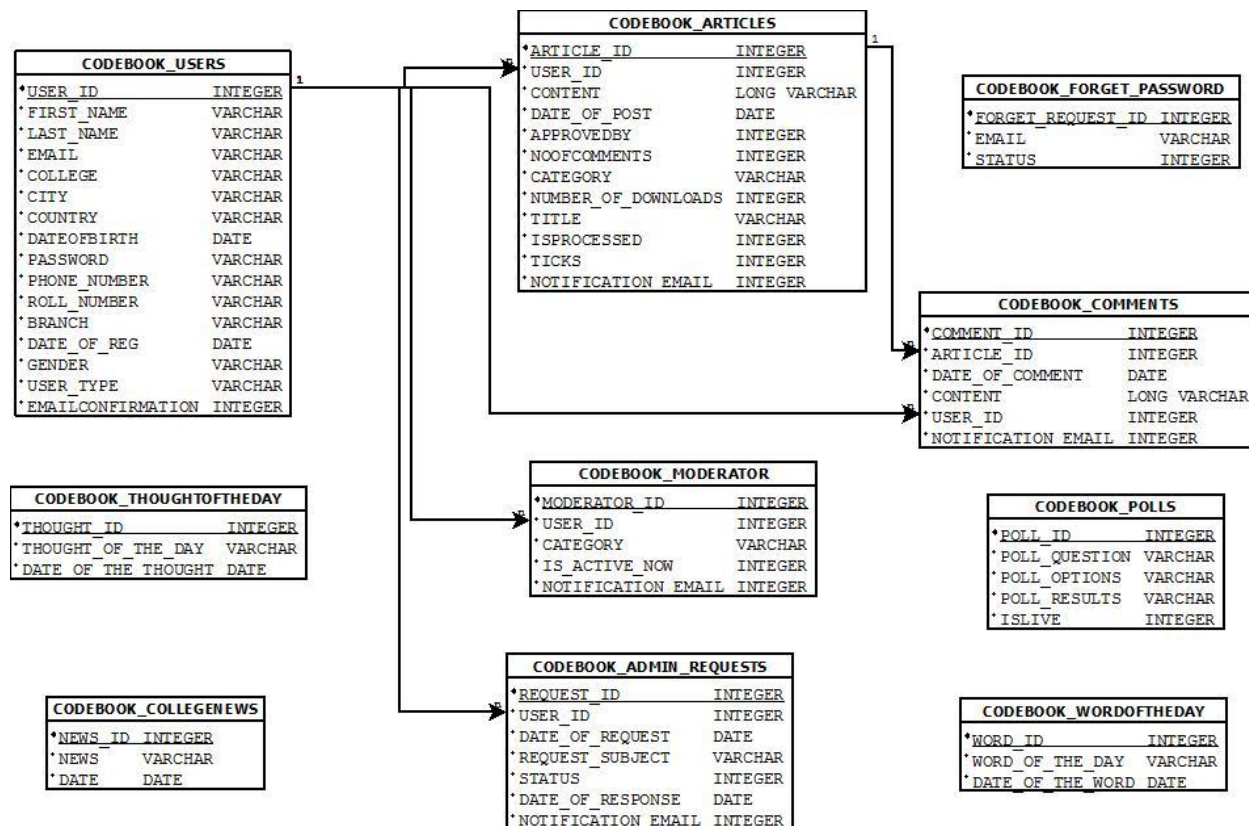 CODEBOOK_USERS
USER_ID INTEGER
FIRST_NAME VARCHAR
LAST_NAME VARCHAR
EMAIL VARCHAR
COLLEGE VARCHAR
CITY VARCHAR
COUNTRY VARCHAR
DATEOFBIRTH DATE
PASSWORD VARCHAR
PHONE_NUMBER VARCHAR
ROLL_NUMBER VARCHAR
BRANCH VARCHAR
DATE_OF_REG DATE
GENDER VARCHAR
USER_TYPE VARCHAR
EMAILCONFIRMATION INTEGER
1
CODEBOOK_ARTICLES
ARTICLE_ID INTEGER
USER_ID INTEGER
CONTENT LONG VARCHAR
DATE_OF_POST DATE
APPROVEDBY INTEGER
NOOFCOMMENTS INTEGER
CATEGORY VARCHAR
NUMBER_OF_DOWNLOADS INTEGER
TITLE VARCHAR
ISPROCESSED INTEGER
TICKS INTEGER
NOTIFICATION_EMAIL INTEGER
1
CODEBOOK_FORGET_PASSWORD
FORGET_REQUEST_ID INTEGER
EMAIL VARCHAR
STATUS INTEGER
CODEBOOK_COMMENTS
COMMENT_ID INTEGER
ARTICLE_ID INTEGER
DATE_OF_COMMENT DATE
CONTENT LONG VARCHAR
USER_ID INTEGER
NOTIFICATION_EMAIL INTEGER
CODEBOOK_THOUGHTOFTHEDAY
THOUGHT_ID INTEGER
THOUGHT_OF_THE_DAY VARCHAR
DATE_OF_THE_THOUGHT DATE
CODEBOOK_MODERATOR
MODERATOR_ID INTEGER
USER_ID INTEGER
CATEGORY VARCHAR
IS_ACTIVE_NOW INTEGER
NOTIFICATION_EMAIL INTEGER
CODEBOOK_POLLS
POLL_ID INTEGER
POLL_QUESTION VARCHAR
POLL_OPTIONS VARCHAR
POLL_RESULTS VARCHAR
ISLIVE INTEGER
CODEBOOK_COLLEGENEWS
NEWS_ID INTEGER
NEWS VARCHAR
DATE DATE
CODEBOOK_ADMIN_REQUESTS
REQUEST_ID INTEGER
USER_ID INTEGER
DATE_OF_REQUEST DATE
REQUEST_SUBJECT VARCHAR
STATUS INTEGER
DATE_OF_RESPONSE DATE
NOTIFICATION_EMAIL INTEGER
CODEBOOK_WORDOFTHEDAY
WORD_ID INTEGER
WORD_OF_THE_DAY VARCHAR
DATE_OF_THE_WORD DATE